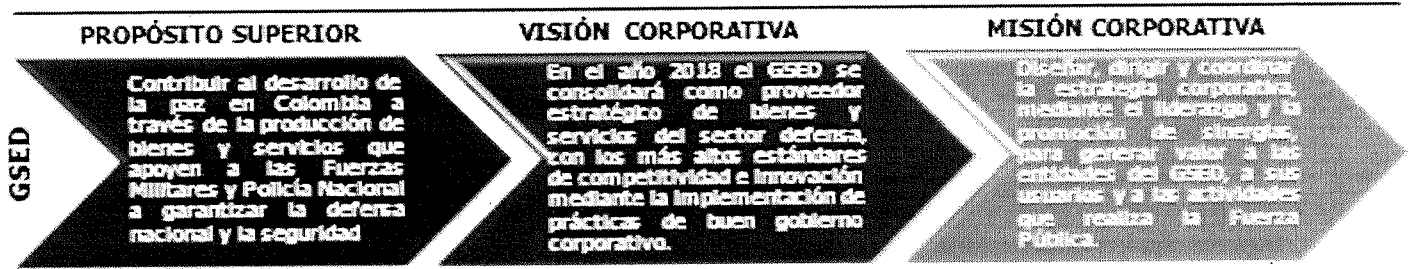 PROPÓSITO SUPERIOR
Contribuir al desarrollo de
la paz en Colombia a
través de la producción de
bienes y servicios que
apoyen a las Fuerzas
Militares y Policía Nacional
a garantizar la defensa
nacional y la seguridad
VISIÓN CORPORATIVA
En el año 2018 el GSED se
consolidará como proveedor
estratégico de bienes y
servicios del sector defensa,
con los más altos estándares
de competitividad e innovación
mediante la implementación de
prácticas de buen gobierno
corporativo.
MISIÓN CORPORATIVA
Diseñar, dirigir y coordinar
la estrategia corporativa,
mediante el liderazgo y la
promoción de sinergias,
para generar valor a las
entidades del GSED, a sus
usuarios y a las actividades
que realiza la Fuerza
Pública.
GSED